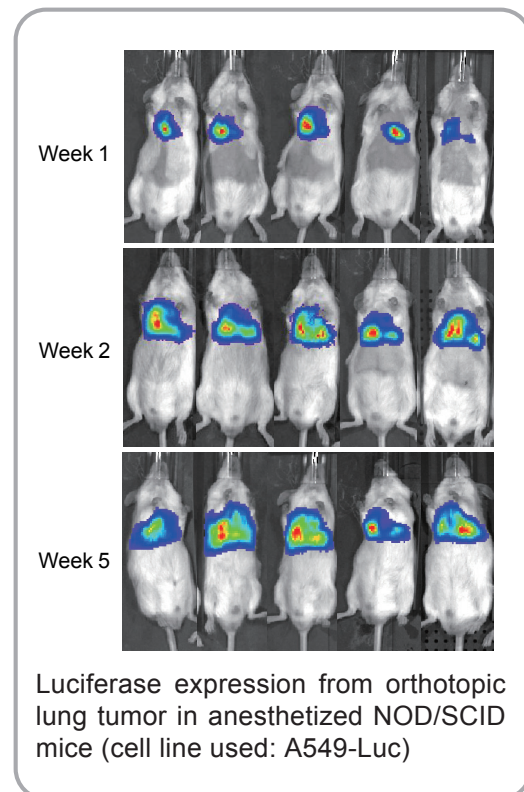 Week 1
Week 2
Week 5
Luciferase expression from orthotopic
lung tumor in anesthetized NOD/SCID
mice (cell line used: A549-Luc)